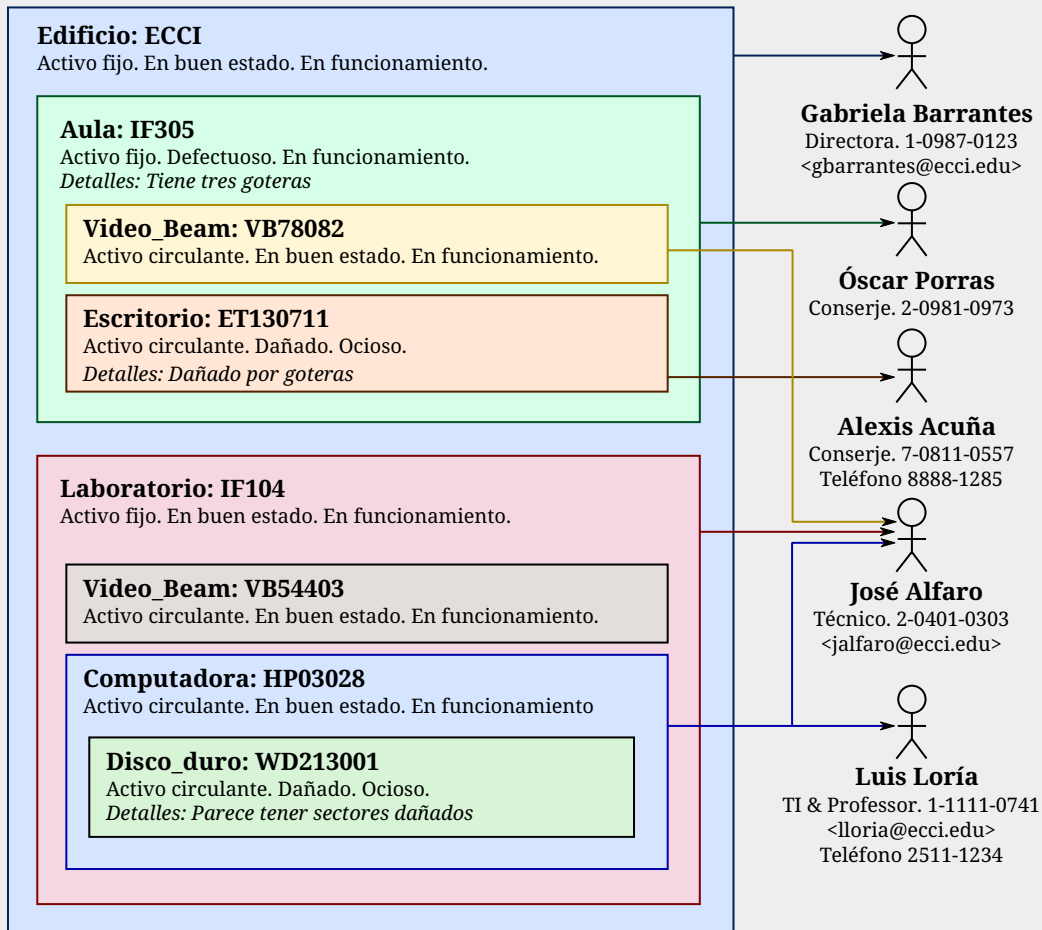 Edificio: ECCI
Activo fijo. En buen estado. En funcionamiento.
Aula: IF305
Activo fijo. Defectuoso. En funcionamiento.
Detalles: Tiene tres goteras
Video_Beam: VB78082
Activo circulante. En buen estado. En funcionamiento.
Escritorio: ET130711
Activo circulante. Dañado. Ocioso.
Detalles: Dañado por goteras
Laboratorio: IF104
Activo fijo. En buen estado. En funcionamiento.
Video_Beam: VB54403
Activo circulante. En buen estado. En funcionamiento.
Computadora: HP03028
Activo circulante. En buen estado. En funcionamiento
Disco_duro: WD213001
Activo circulante. Dañado. Ocioso.
Detalles: Parece tener sectores dañados
Gabriela Barrantes
Directora. 1-0987-0123
<gbarrantes@ecci.edu>
Óscar Porras
Conserje. 2-0981-0973
Alexis Acuña
Conserje. 7-0811-0557
Teléfono 8888-1285
José Alfaro
Técnico. 2-0401-0303
<jalfaro@ecci.edu>
Luis Loría
TI & Professor. 1-1111-0741
<lloria@ecci.edu>
Teléfono 2511-1234